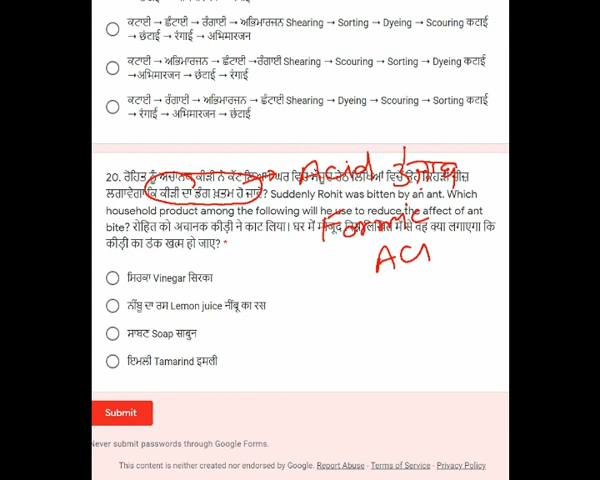 ਕਟਾਈ → ਛੰਟਾਈ → ਰੰਗਾਈ → ਅਭਿਮਾਰਜਨ Shearing → Sorting → Dyeing → Scouring कटाई
→ छंटाई → रंगाई → अभिमारजन
ਕਟਾਈ → ਅਭਿਮਾਰਜਨ → ਛੰਟਾਈ →ਰੰਗਾਈ Shearing → Scouring → Sorting → Dyeing कटाई
→अभिमारजन → छंटाई → रंगाई
ਕਟਾਈ → ਰੰਗਾਈ → ਅਭਿਮਾਰਜਨ → ਛੰਟਾਈ Shearing → Dyeing → Scouring → Sorting कटाई
→ रंगाई → अभिमारजन → छंटाई
Acid
20. ਰੋਹਿਤ ਨੂੰ ਅਚਾਨਕ ਕੀੜੀ ਨੇ ਕੱਟ ਲਿਆ। ਘਰ ਵਿਚ
ਲਗਾਏਗਾ ਕਿ ਕੀੜੀ ਦਾ ਡੰਗ ਖ਼ਤਮ ਹੋ ਜਾਵੇ? Suddenly Rohit was bitten by an ant. Which
household product among the following will he use to reduce the affect of ant
Formic
bite? रोहित को अचानक कीड़ी ने काट लिया। घर में मौजूद में से वह क्या लगाएगा कि
कीड़ी का ठंक खत्म हो जाए? *
ACI
ਸਿਰਕਾ Vinegar सिरका
ਨੀਂਬੂ ਦਾ ਰਸ Lemon juice नींबू का रस
ਸਾਬਣ Soap साबुन
ਇਮਲੀ Tamarind इमली
Submit
Never submit passwords through Google Forms.
This content is neither created nor endorsed by Google. Report Abuse - Terms of Service - Privacy Policy